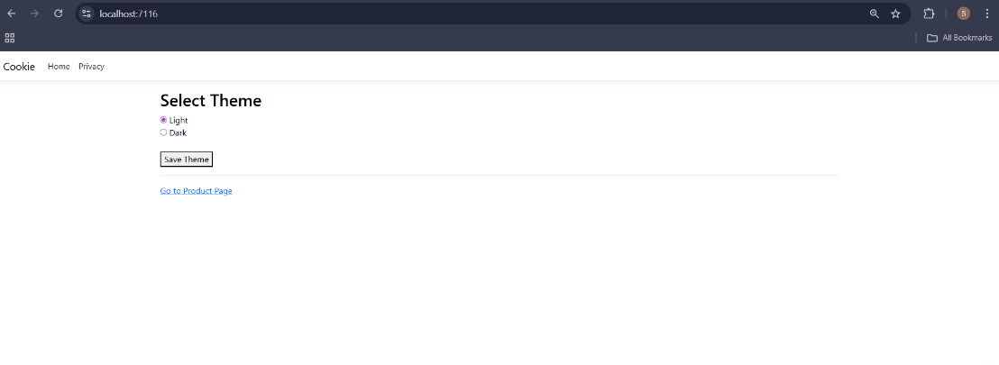 localhost:7116
S
All Bookmarks
Cookie Home Privacy
Select Theme
Light
Dark
Save Theme
Go to Product Page